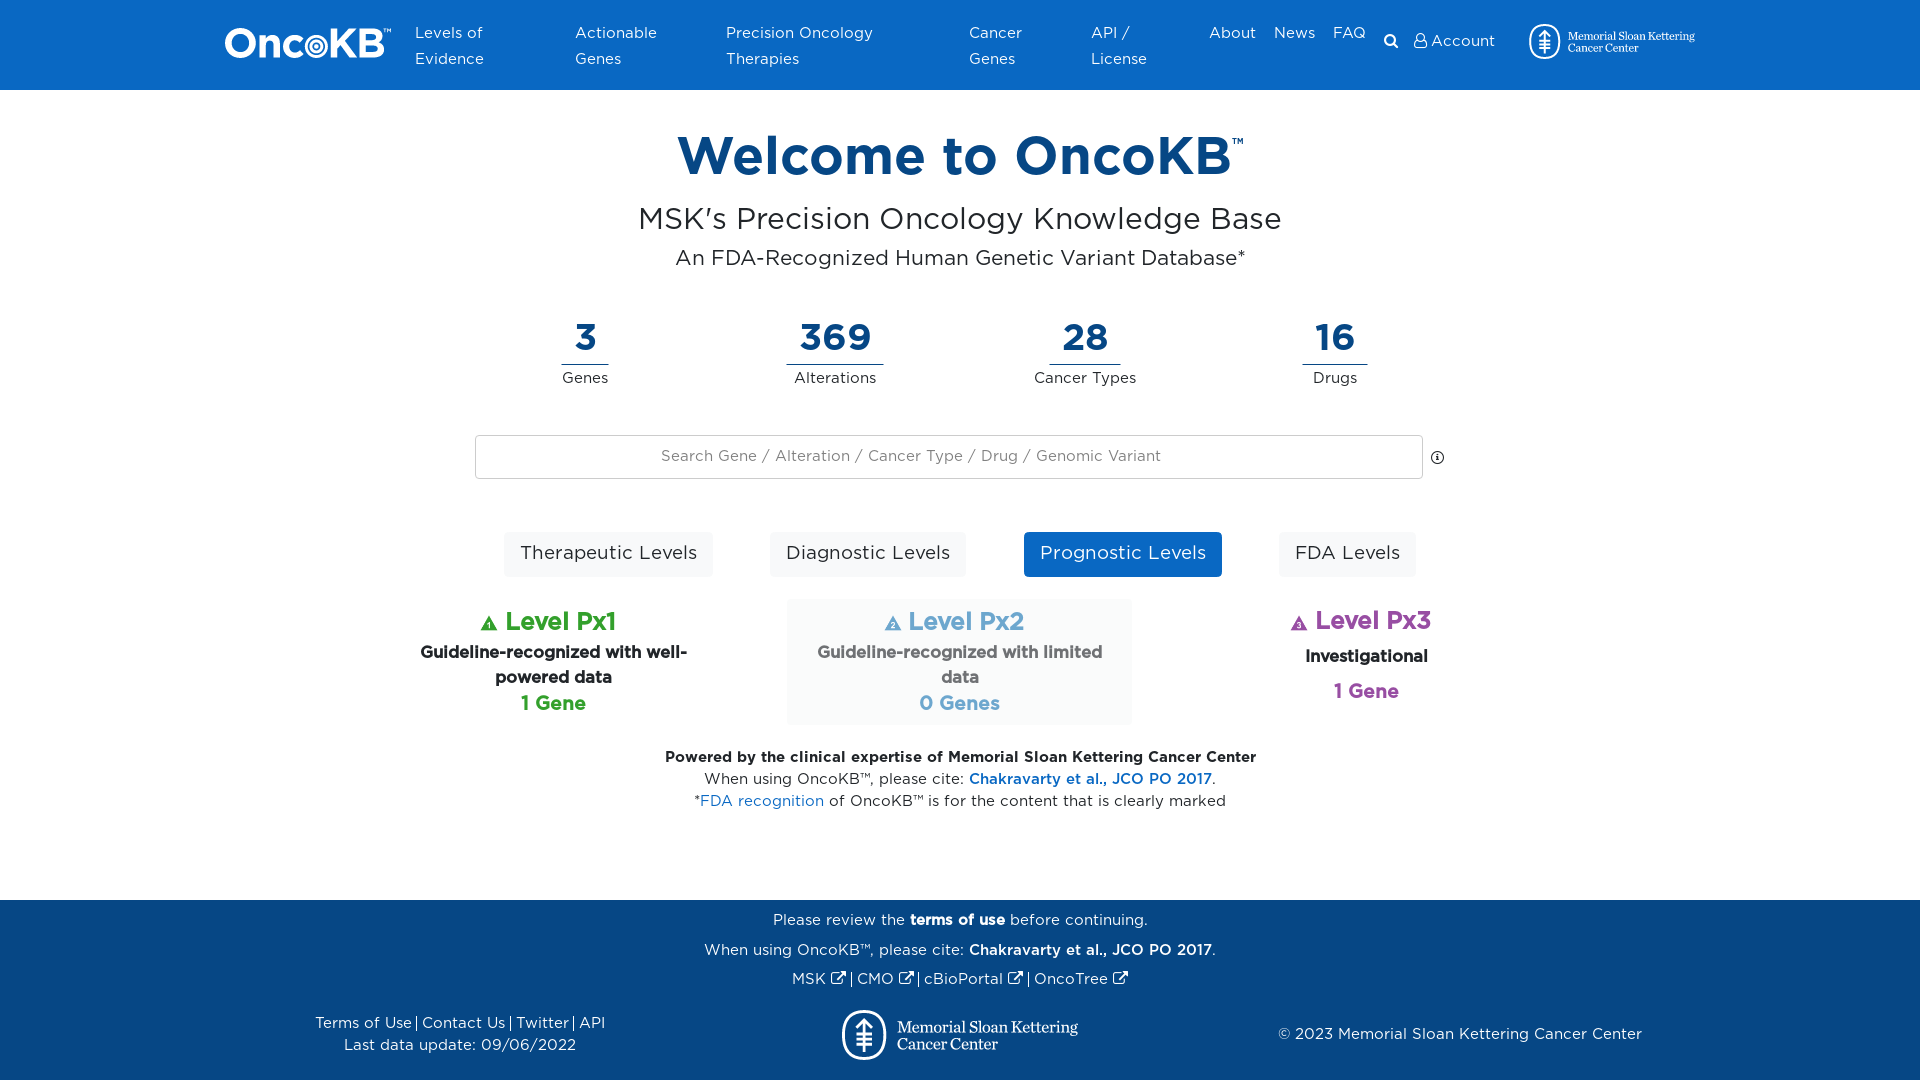 OncoKB™
Levels of Evidence
Actionable Genes
Precision Oncology Therapies
Cancer Genes
API / License
About
News
FAQ
Account
Memorial Sloan Kettering Cancer Center
Welcome to OncoKB™
MSK's Precision Oncology Knowledge Base
An FDA-Recognized Human Genetic Variant Database*
3
Genes
369
Alterations
28
Cancer Types
16
Drugs
Search Gene / Alteration / Cancer Type / Drug / Genomic Variant
Therapeutic Levels
Diagnostic Levels
Prognostic Levels
FDA Levels
1 Level Px1
Guideline-recognized with well-
powered data
1 Gene
2 Level Px2
Guideline-recognized with limited
data
0 Genes
3 Level Px3
Investigational
1 Gene
Powered by the clinical expertise of Memorial Sloan Kettering Cancer Center
When using OncoKB™, please cite: Chakravarty et al., JCO PO 2017.
*FDA recognition of OncoKB™ is for the content that is clearly marked
Please review the terms of use before continuing.
When using OncoKB™, please cite: Chakravarty et al., JCO PO 2017.
MSK | CMO | cBioPortal | OncoTree
Terms of Use | Contact Us | Twitter | API
Last data update: 09/06/2022
Memorial Sloan Kettering
Cancer Center
© 2023 Memorial Sloan Kettering Cancer Center